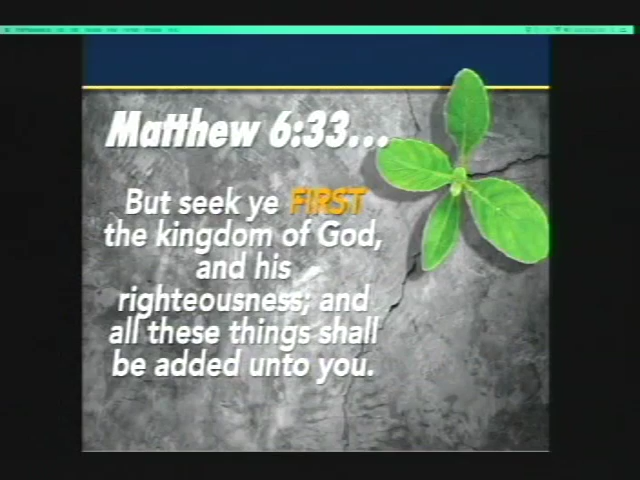 Matthew 6:33...
But seek ye FIRST
the kingdom of God,
and his
righteousness; and
all these things shall
be added unto you.